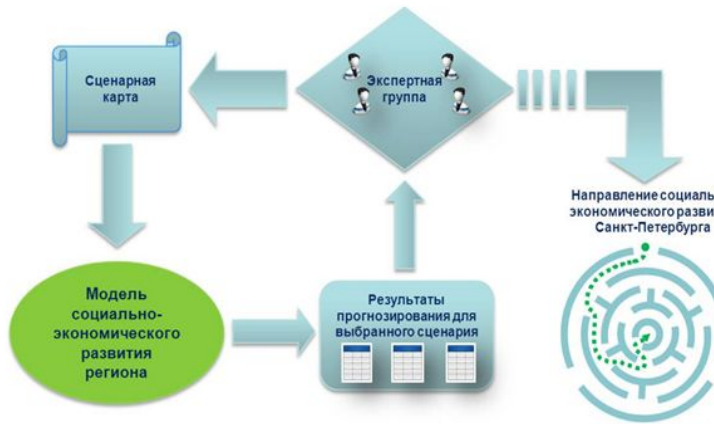 Сценарная
карта
Экспертная
группа
Направление социаль
экономического разви
Санкт-Петербурга
Модель
социально-
экономического
развития
региона
Результаты
прогнозирования для
выбранного сценария